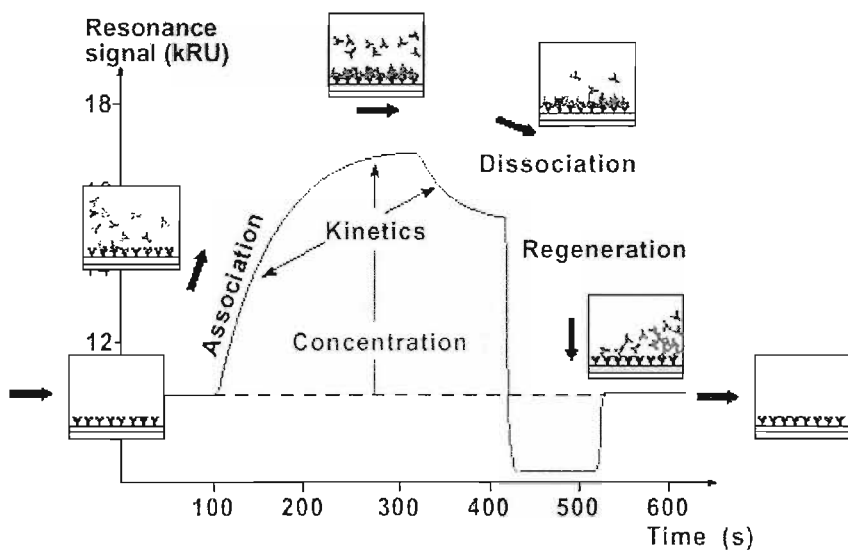 Resonance
signal (kRU)
18
Dissociation
Kinetics
Regeneration
Association
12
Concentration
100 200 300 400 500 600
Time (s)